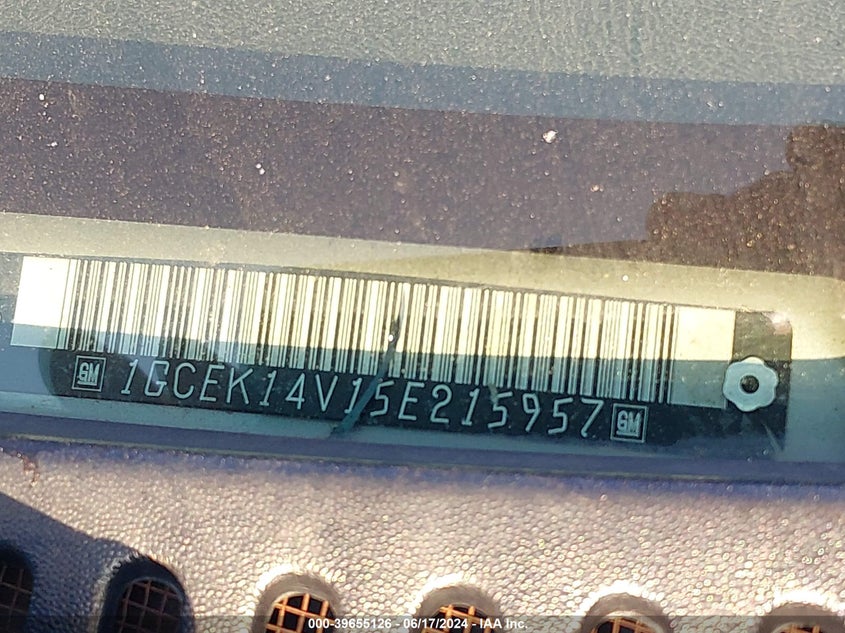 GM 1GCEK14V15E215957 GM
000-39655126 - 06/17/2024 - IAA Inc.